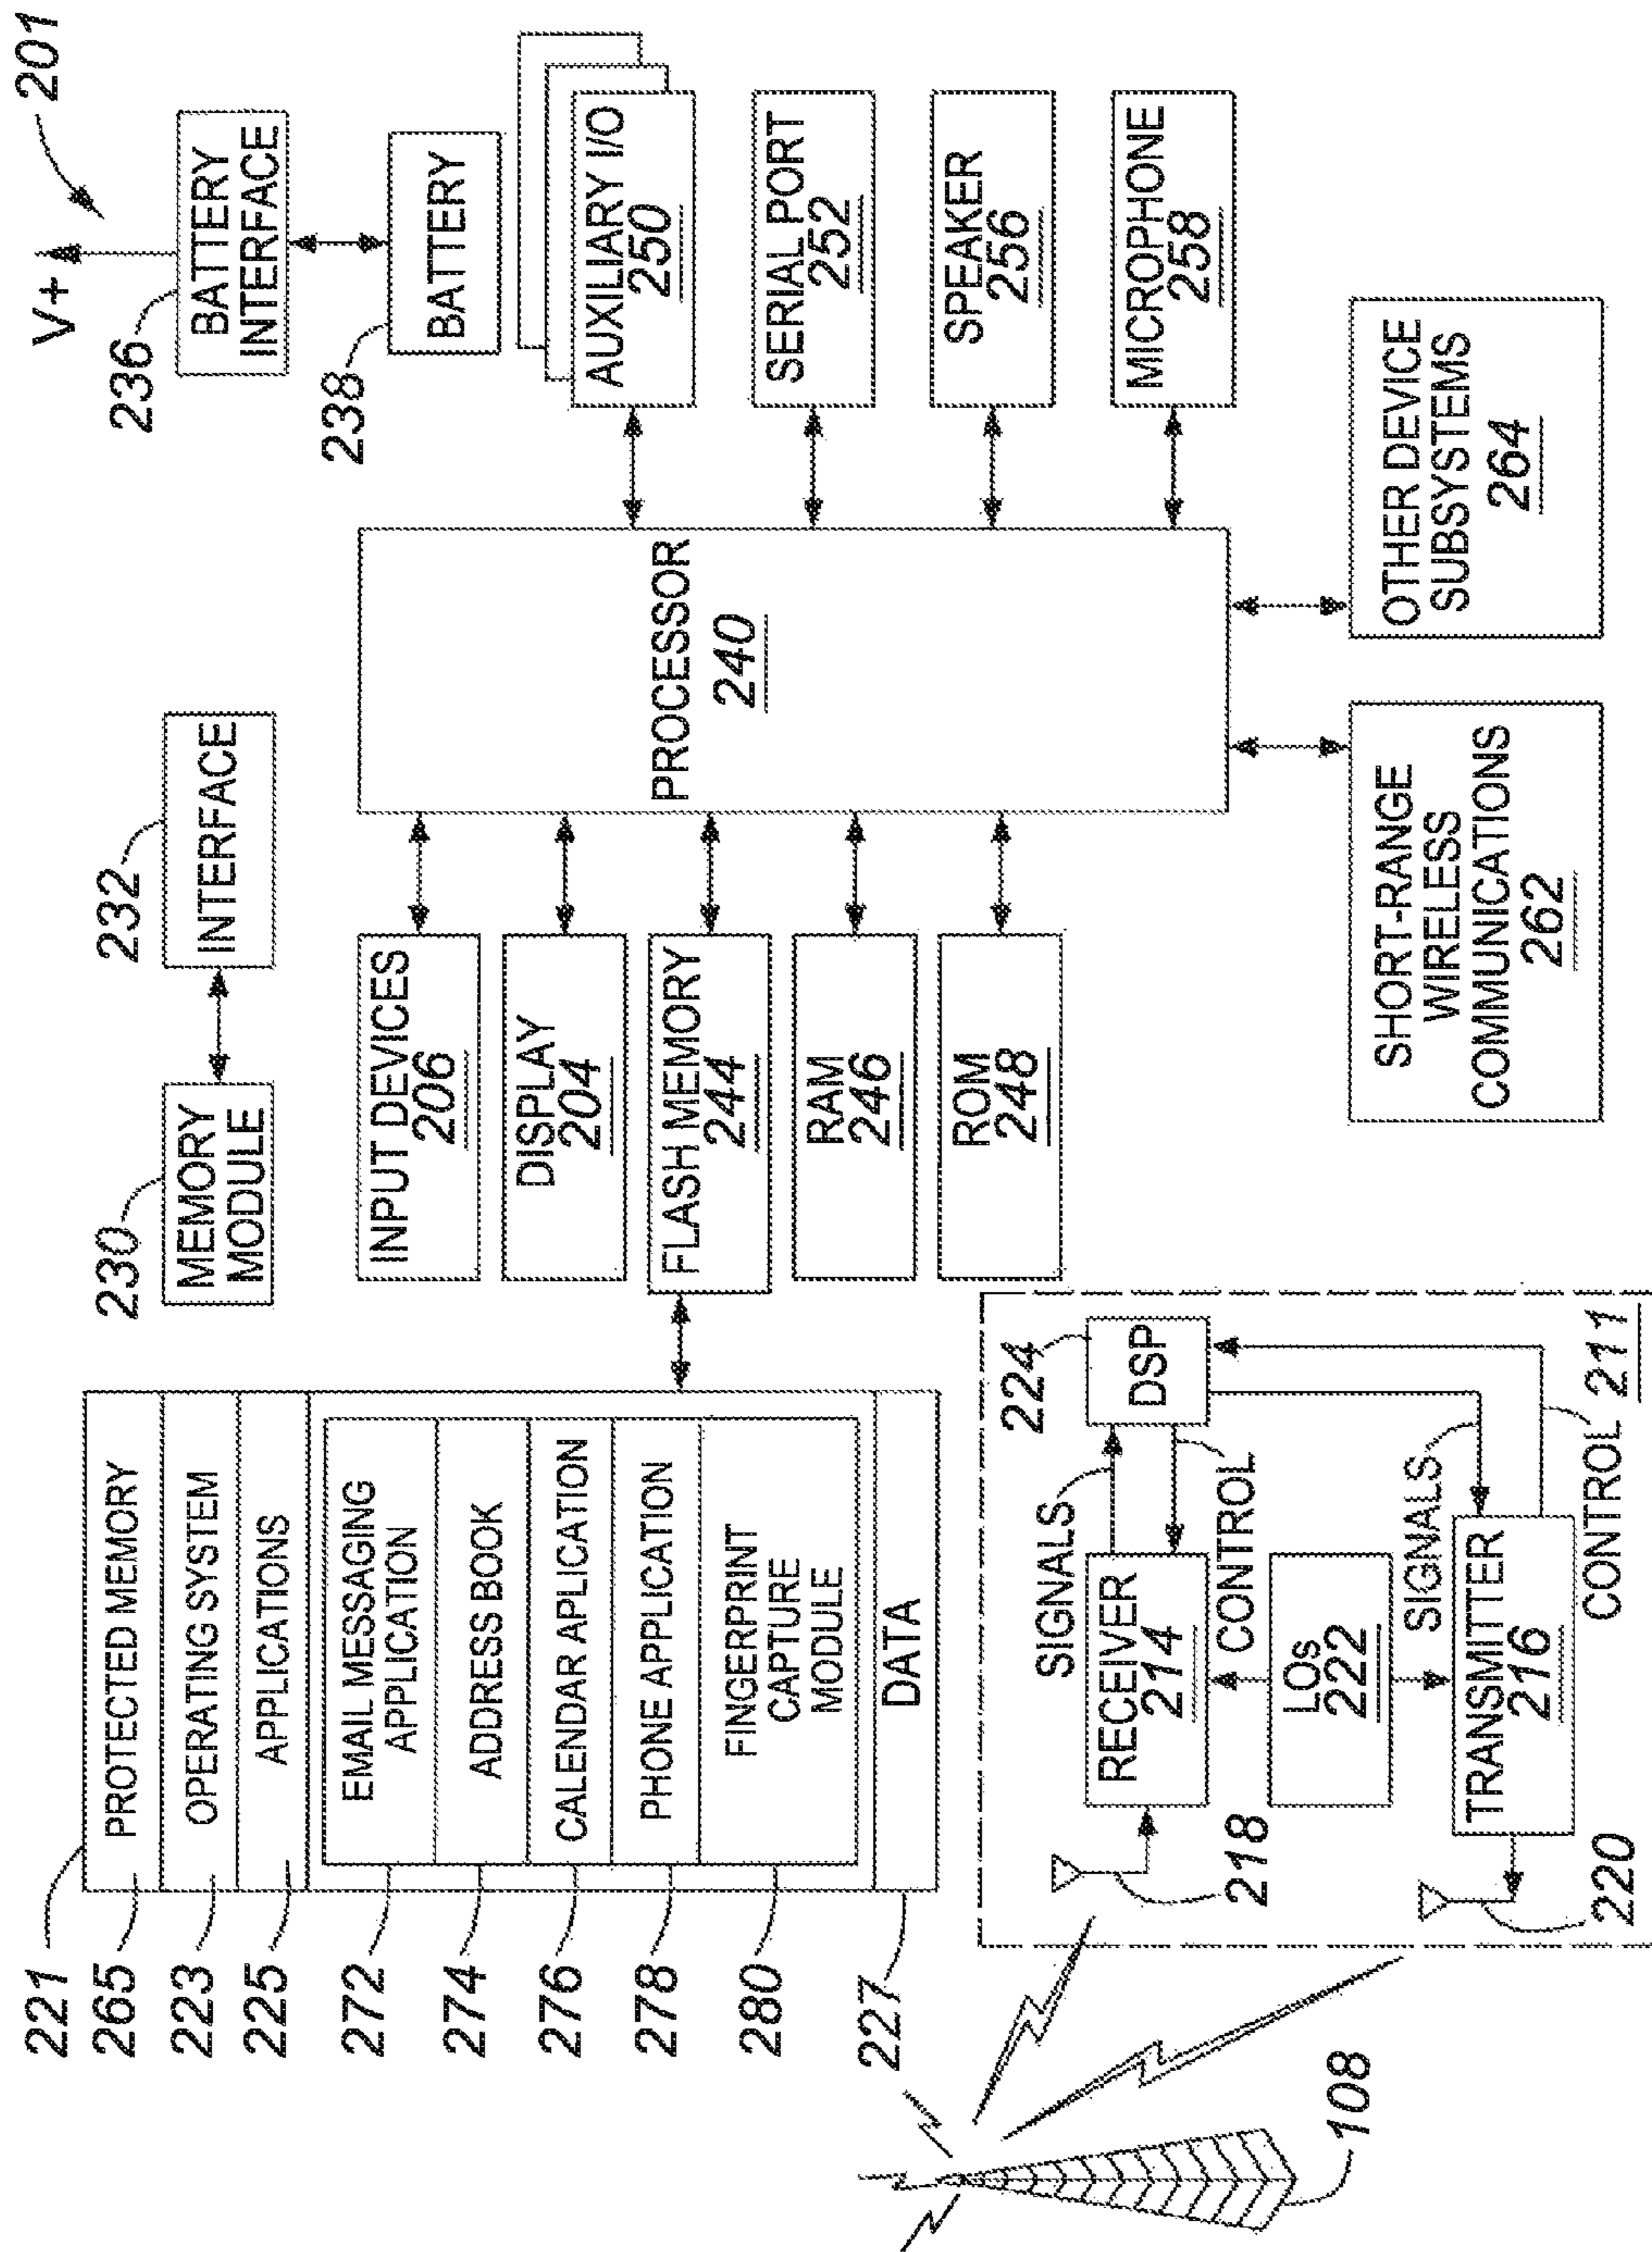 201
V+
236
BATTERY
INTERFACE
238
BATTERY
232
INTERFACE
230
MEMORY
MODULE
AUXILIARY I/O
250
SERIAL PORT
252
SPEAKER
256
MICROPHONE
258
PROCESSOR
240
INPUT DEVICES
206
DISPLAY
204
FLASH MEMORY
244
RAM
246
ROM
248
OTHER DEVICE
SUBSYSTEMS
264
SHORT-RANGE
WIRELESS
COMMUNICATIONS
262
221
265
PROTECTED MEMORY
223
OPERATING SYSTEM
225
APPLICATIONS
272
EMAIL MESSAGING
APPLICATION
274
ADDRESS BOOK
276
CALENDAR APLICATION
278
PHONE APPLICATION
280
FINGERPRINT
CAPTURE
MODULE
227
DATA
224
DSP
SIGNALS
RECEIVER
214
CONTROL
218
LOs
222
SIGNALS
TRANSMITTER
216
CONTROL
211
220
108